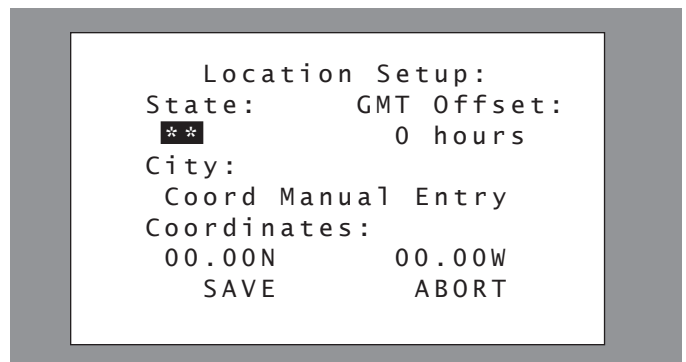 Location Setup:
State: GMT Offset:
** 0 hours
City:
Coord Manual Entry
Coordinates:
00.00N 00.00W
SAVE ABORT